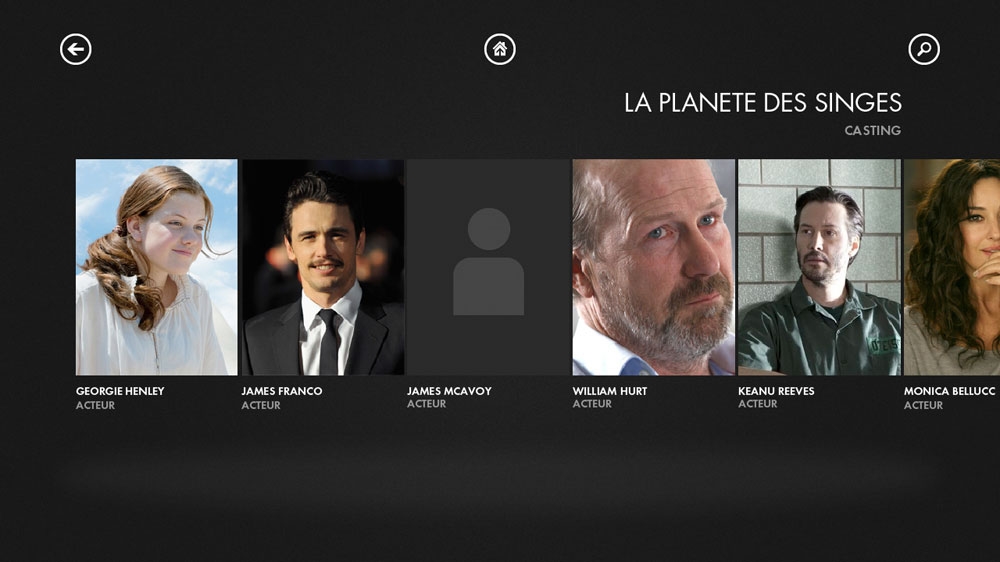 LA PLANETE DES SINGES
CASTING
GEORGIE HENLEY
ACTEUR
JAMES FRANCO
ACTEUR
JAMES MCAVOY
ACTEUR
WILLIAM HURT
ACTEUR
KEANU REEVES
ACTEUR
MONICA BELLUCC
ACTEUR